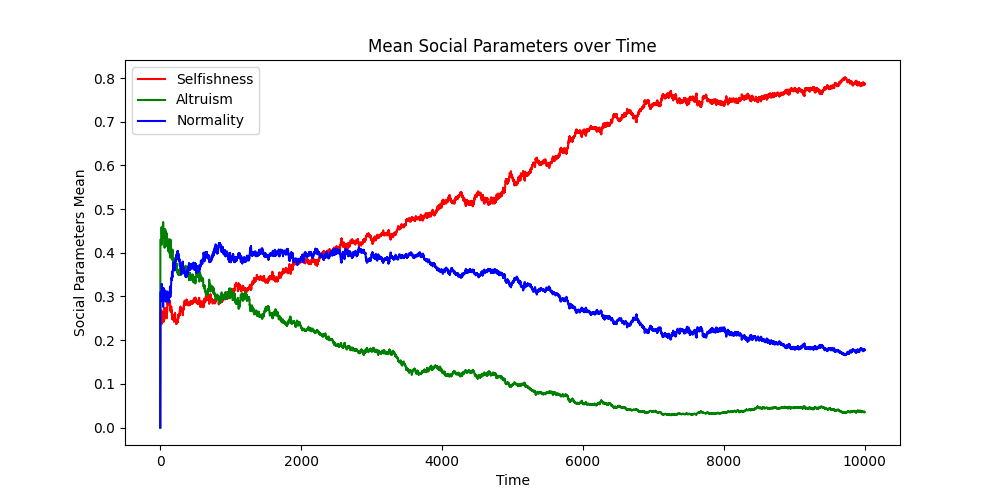 Mean Social Parameters over Time
Selfishness
Altruism
Normality
0.8
0.7
0.6
0.5
0.4
0.3
0.2
0.1
0.0
Social Parameters Mean
0 2000 4000 6000 8000 10000
Time